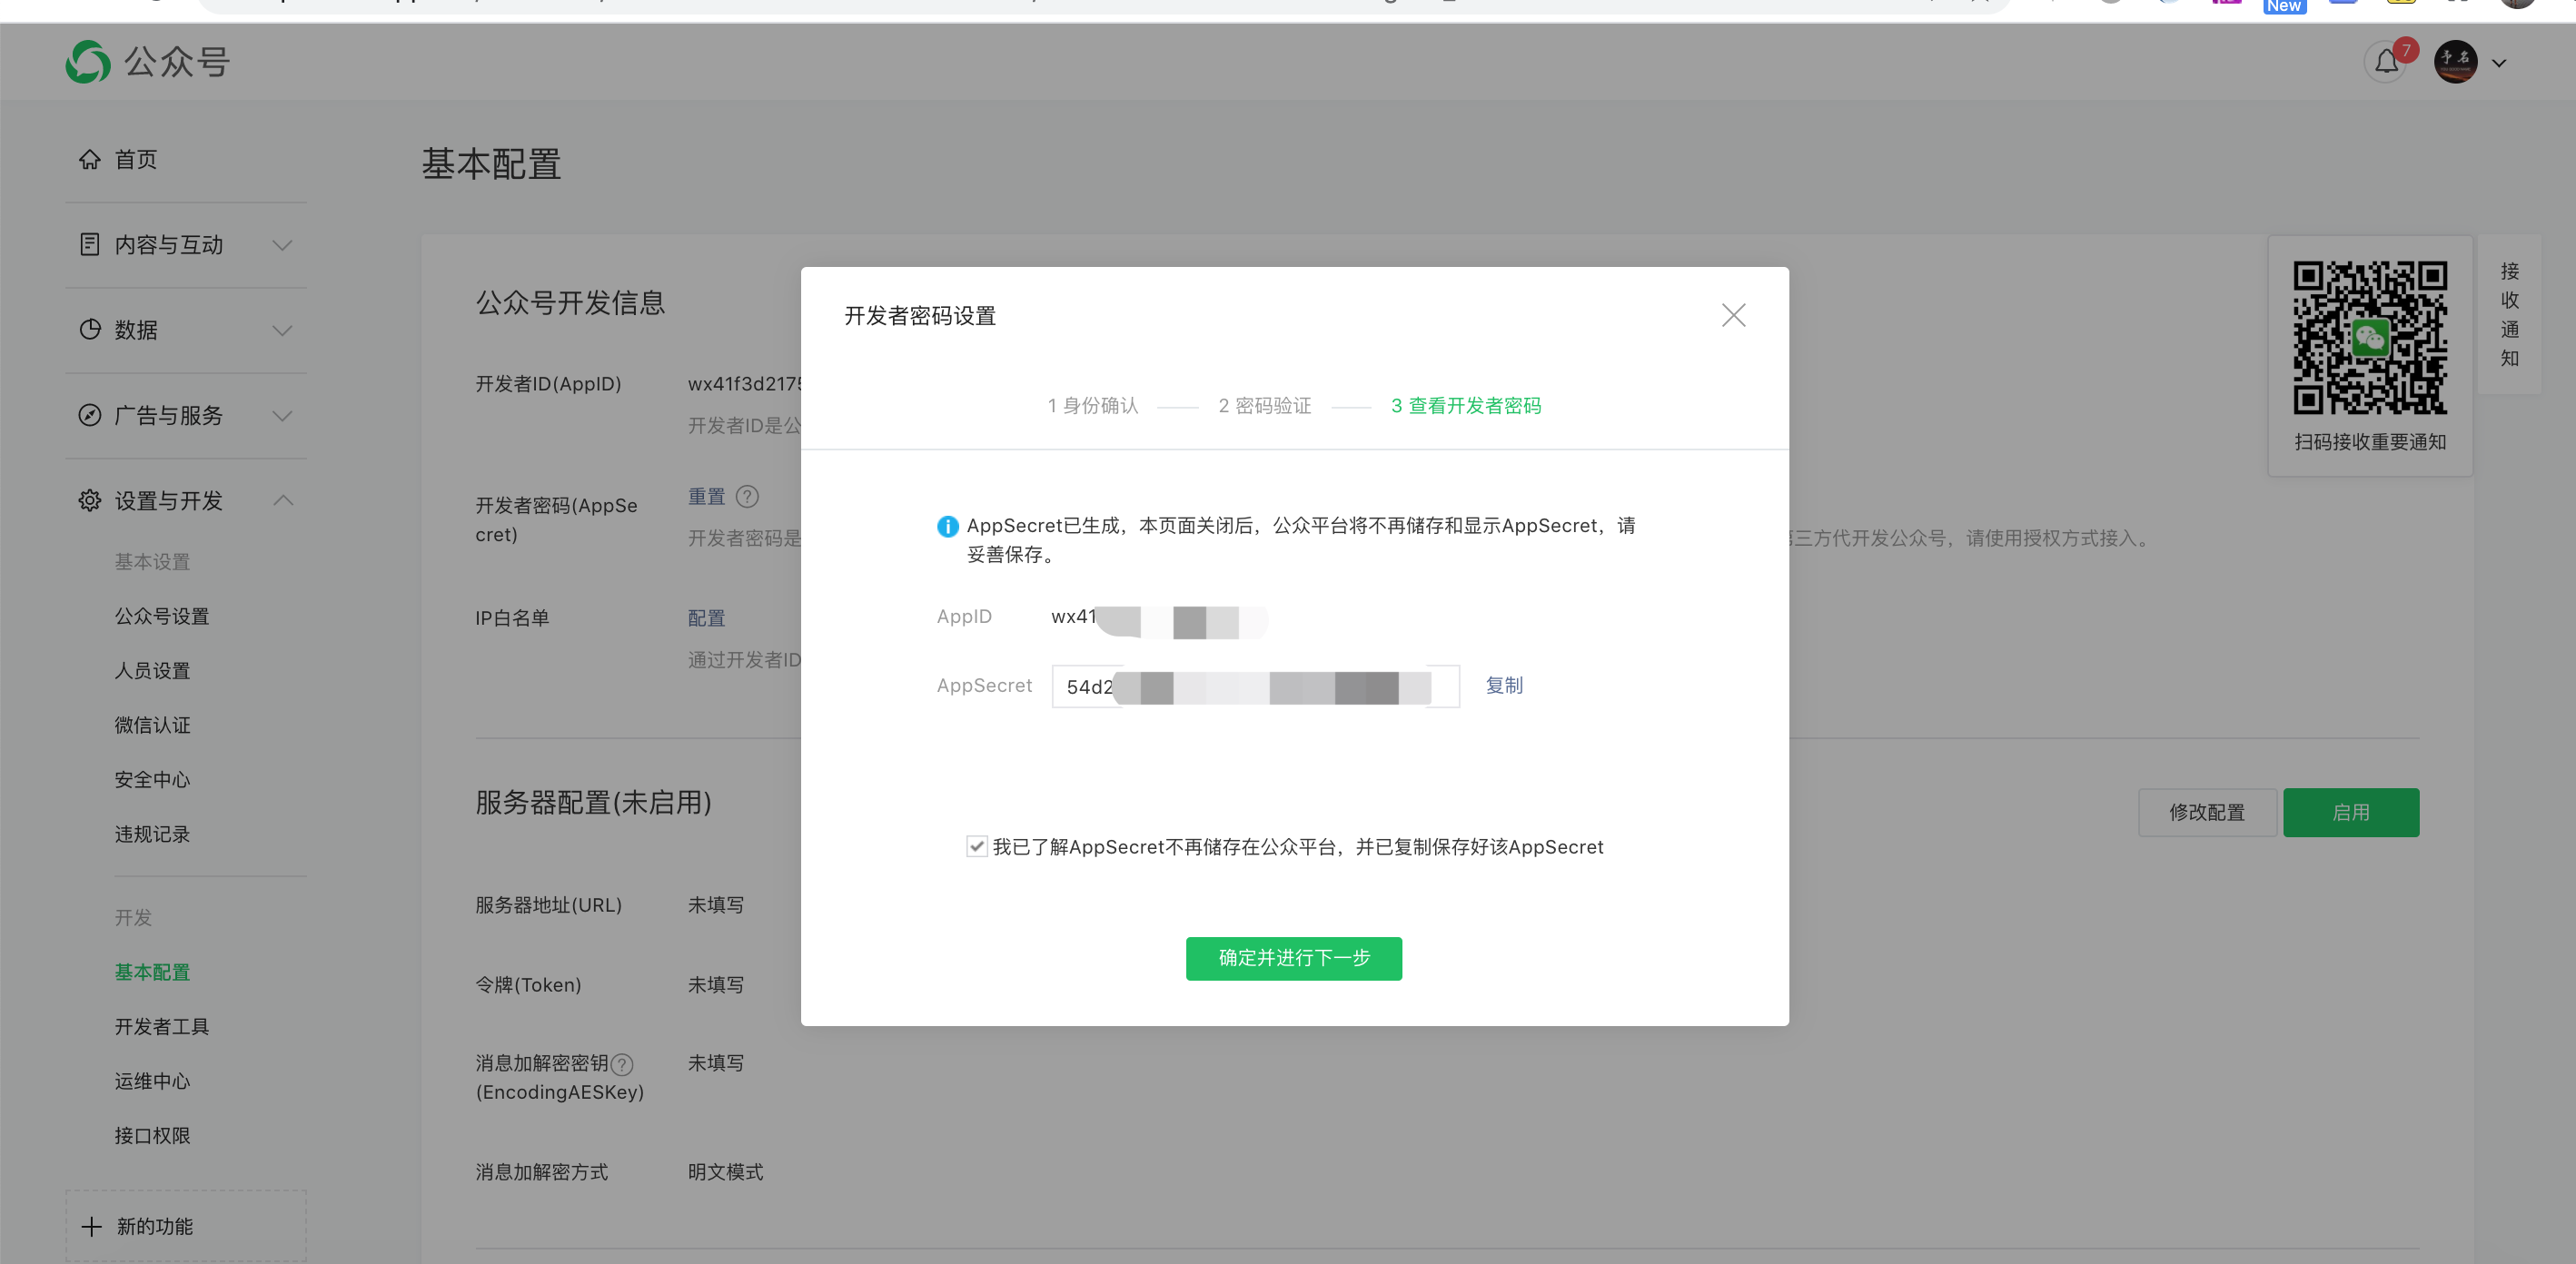 New
公众号
7
予名
首页
内容与互动
数据
广告与服务
设置与开发
基本设置
公众号设置
人员设置
微信认证
安全中心
违规记录
开发
基本配置
开发者工具
运维中心
接口权限
新的功能
基本配置
公众号开发信息
开发者ID(AppID)
wx41f3d2175
开发者ID是公
开发者密码(AppSe
cret)
重置 ?
开发者密码是
三方代开发公众号，请使用授权方式接入。
IP白名单
配置
通过开发者ID
服务器配置(未启用)
修改配置
启用
服务器地址(URL)
未填写
令牌(Token)
未填写
消息加解密密钥?
(EncodingAESKey)
未填写
消息加解密方式
明文模式
开发者密码设置
1 身份确认
2 密码验证
3 查看开发者密码
AppSecret已生成，本页面关闭后，公众平台将不再储存和显示AppSecret，请
妥善保存。
AppID
wx41
AppSecret
54d2
复制
我已了解AppSecret不再储存在公众平台，并已复制保存好该AppSecret
确定并进行下一步
扫码接收重要通知
接
收
通
知